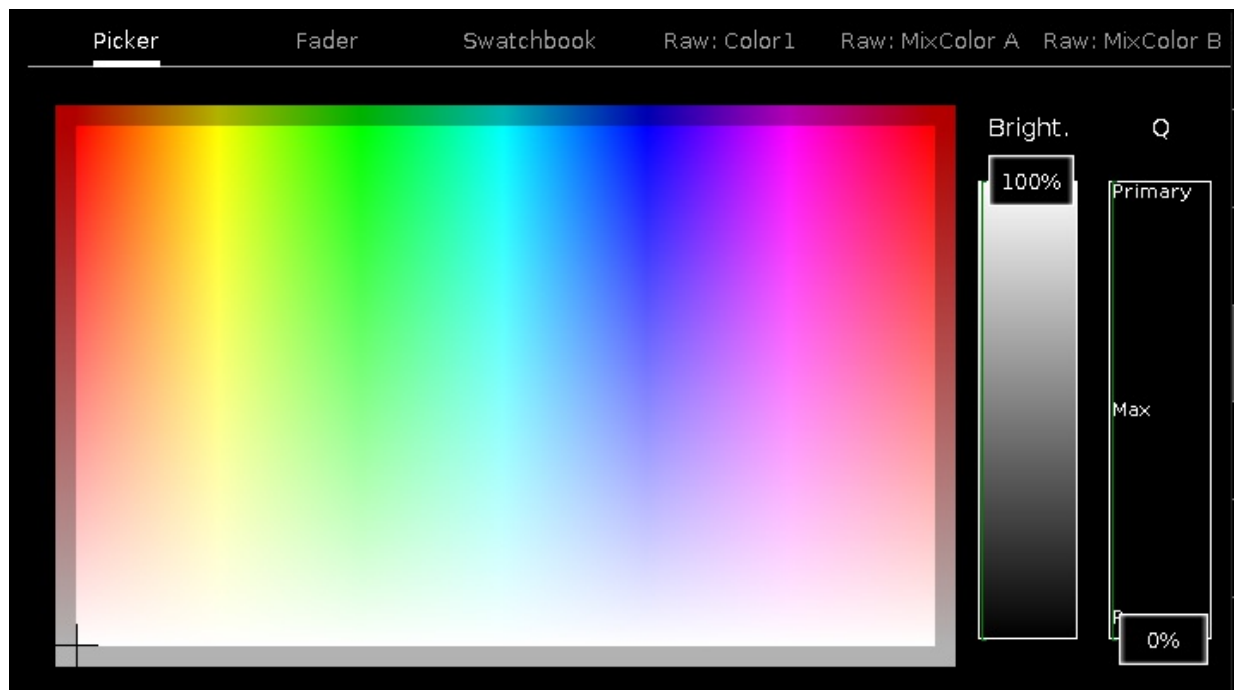 Picker Fader Swatchbook Raw: Color1 Raw: MixColor A Raw: MixColor B
Bright. Q
100%
Primary
Max
0%